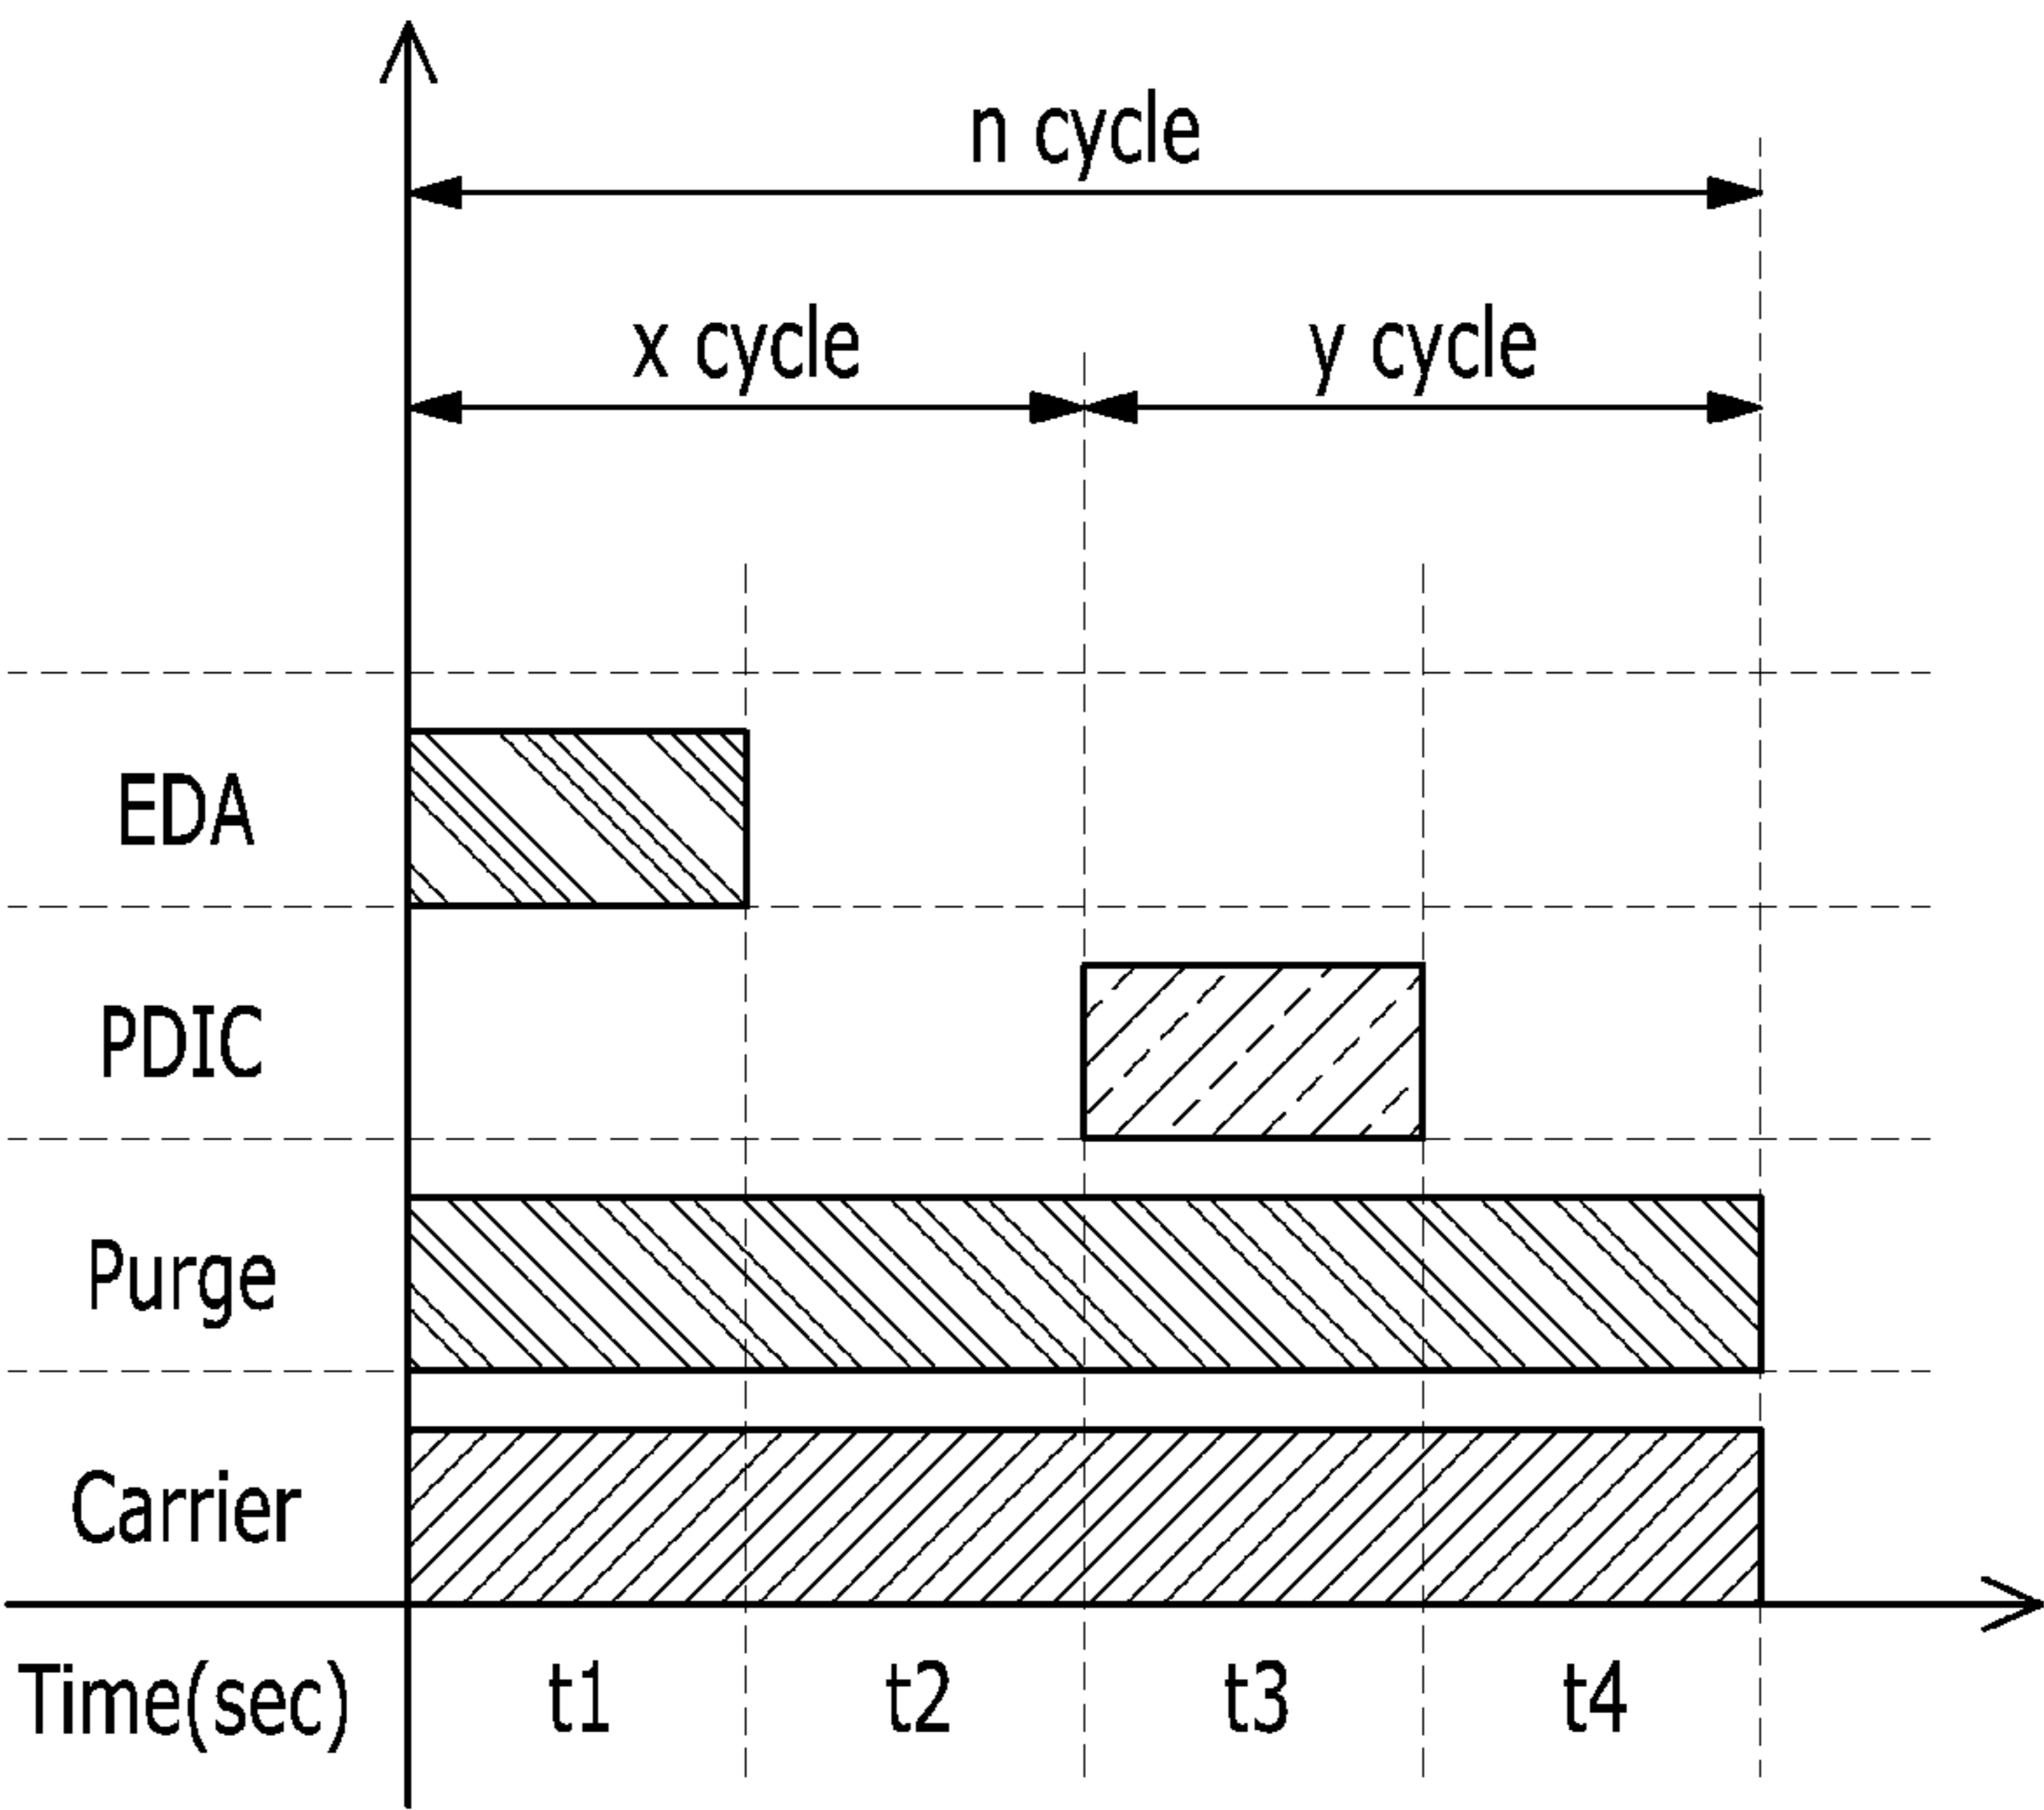 n cycle
x cycle y cycle
EDA
PDIC
Purge
Carrier
Time(sec) t1 t2 t3 t4